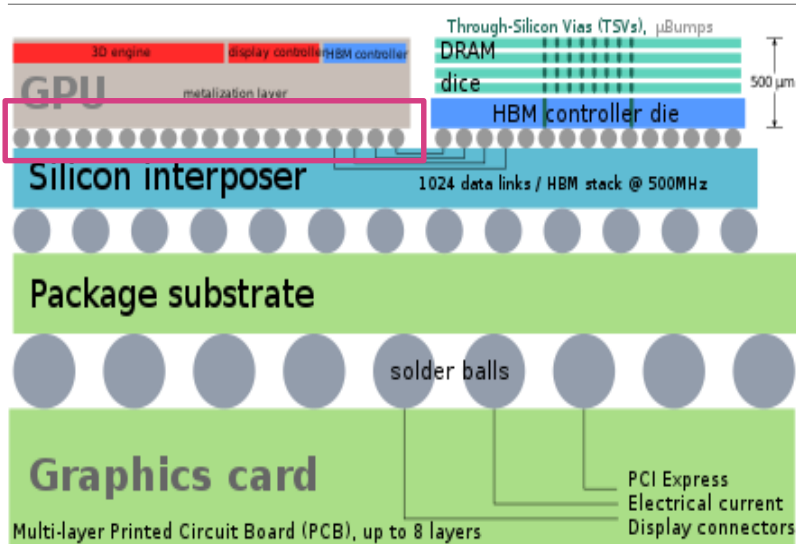 Through-Silicon Vias (TSVs), µBumps
3D engine
display controller
HBM controller
GPU
metalization layer
DRAM
dice
500 µm
HBM controller die
Silicon interposer
1024 data links / HBM stack @ 500MHz
Package substrate
solder balls
Graphics card
PCI Express
Electrical current
Display connectors
Multi-layer Printed Circuit Board (PCB), up to 8 layers